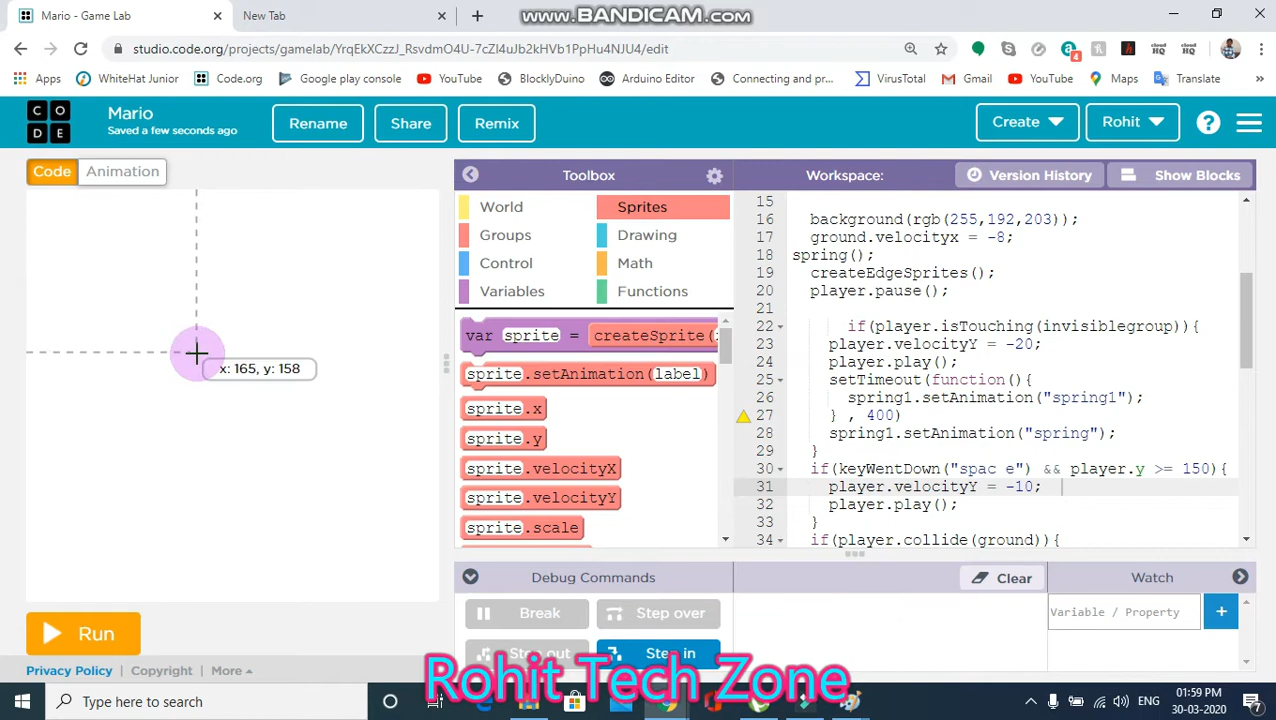 Mario - Game Lab
New Tab
www.BANDICAM.com
studio.code.org/projects/gamelab/YrqEkXCzzJ_RsvdmO4U-7cZl4uJb2kHVb1PpHu4NJU4/edit
4
cloud HQ
cloud HQ
Apps
WhiteHat Junior
Code.org
Google play console
YouTube
BlocklyDuino
Arduino Editor
Connecting and pr...
VirusTotal
Gmail
YouTube
Maps
Translate
»
C O
D E
Mario
Saved a few seconds ago
Rename
Share
Remix
Create
Rohit
?
Code
Animation
Toolbox
Workspace:
Version History
Show Blocks
World
Sprites
Groups
Drawing
Control
Math
Variables
Functions
var sprite = createSprite(
sprite.setAnimation(label)
sprite.x
sprite.y
sprite.velocityX
sprite.velocityY
sprite.scale
15
16 background(rgb(255,192,203));
17 ground.velocityx = -8;
18 spring();
19 createEdgeSprites();
20 player.pause();
21
22 if(player.isTouching(invisiblegroup)){
23 player.velocityY = -20;
24 player.play();
25 setTimeout(function(){
26 spring1.setAnimation("spring1");
27 } , 400)
28 spring1.setAnimation("spring");
29 }
30 if(keyWentDown("spac e") && player.y >= 150){
31 player.velocityY = -10;
32 player.play();
33 }
34 if(player.collide(ground)){
x: 165, y: 158
Run
Privacy Policy
Copyright
More
Debug Commands
Clear
Watch
Break
Step over
Step out
Step in
Variable / Property
+
Rohit Tech Zone
Type here to search
ENG
01:59 PM
30-03-2020
7